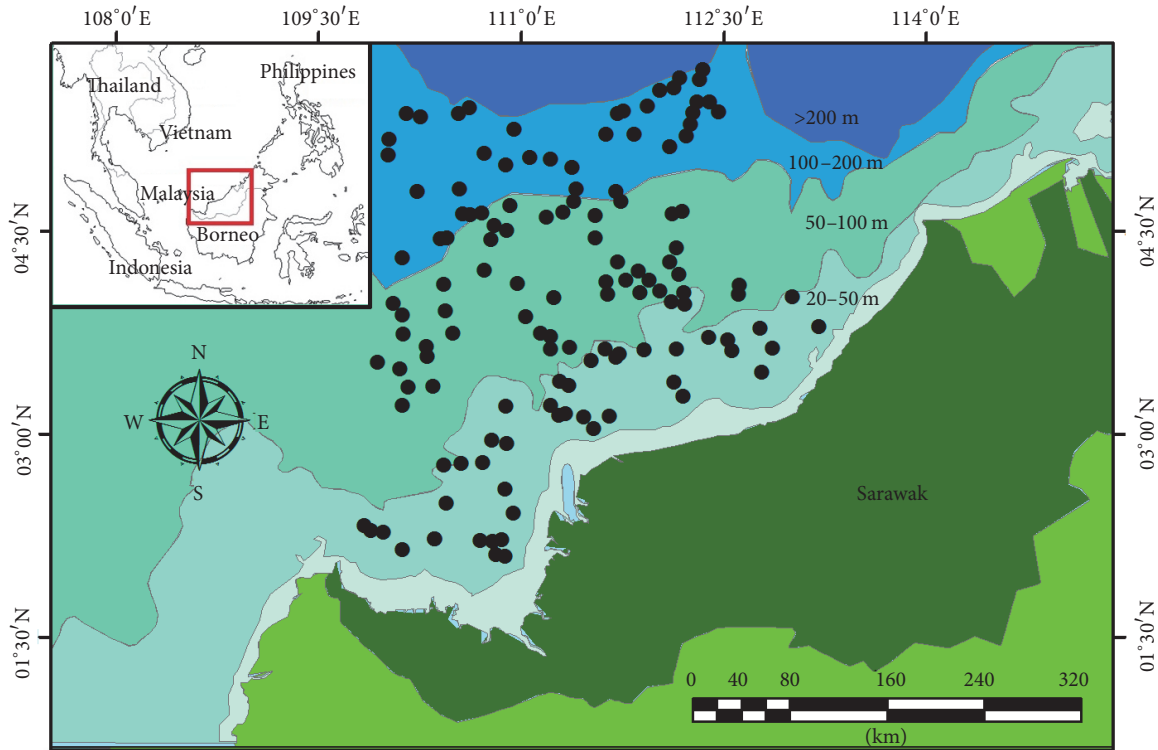 108°0′E 109°30′E 111°0′E 112°30′E 114°0′E
Philippines
Thailand
Vietnam
Malaysia
Borneo
Indonesia
>200 m
100–200 m
50–100 m
20–50 m
04°30′N 04°30′N
N
W E
S
03°00′N 03°00′N
Sarawak
01°30′N 01°30′N
0 40 80 160 240 320
(km)